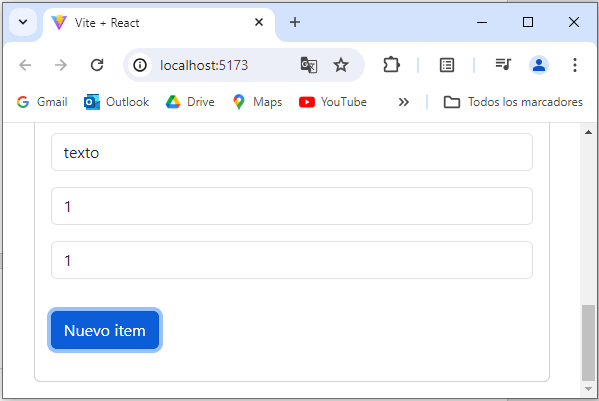 Vite + React
localhost:5173
Gmail Outlook Drive Maps YouTube Todos los marcadores
texto
1
1
Nuevo item